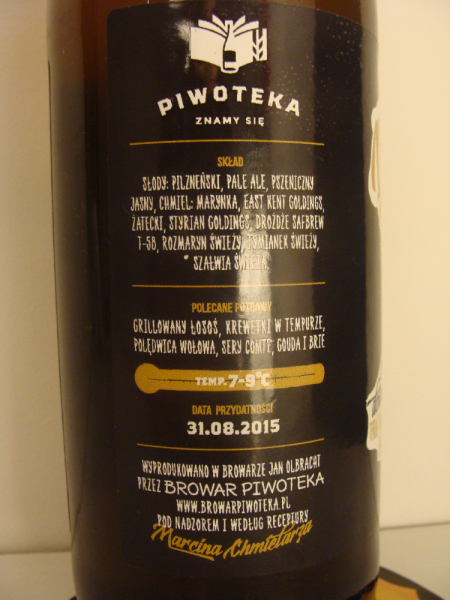 PIWOTEKA
ZNAMY SIĘ
SKŁAD
SŁODY: PILZNEŃSKI, PALE ALE, PSZENICZNY
JASNY, CHMIEL: MARYNKA, EAST KENT GOLDINGS,
ŻATECKI, STYRIAN GOLDINGS, DROŻDŻE SAFBREW
T-58, ROZMARYN ŚWIEŻY, TYMIANEK ŚWIEŻY,
SZAŁWIA ŚWIEŻA.
POLECANE POTRAWY
GRILLOWANY ŁOSOŚ, KREWETKI W TEMPURZE,
POLĘDWICA WOŁOWA, SERY COMTE, GOUDA I BRIE
TEMP. 7-9°C
DATA PRZYDATNOŚCI
31.08.2015
WYPRODUKOWANO W BROWARZE JAN OLBRACHT
PRZEZ BROWAR PIWOTEKA
WWW.BROWARPIWOTEKA.PL
POD NADZOREM I WEDŁUG RECEPTURY
Marcina Chmielarza